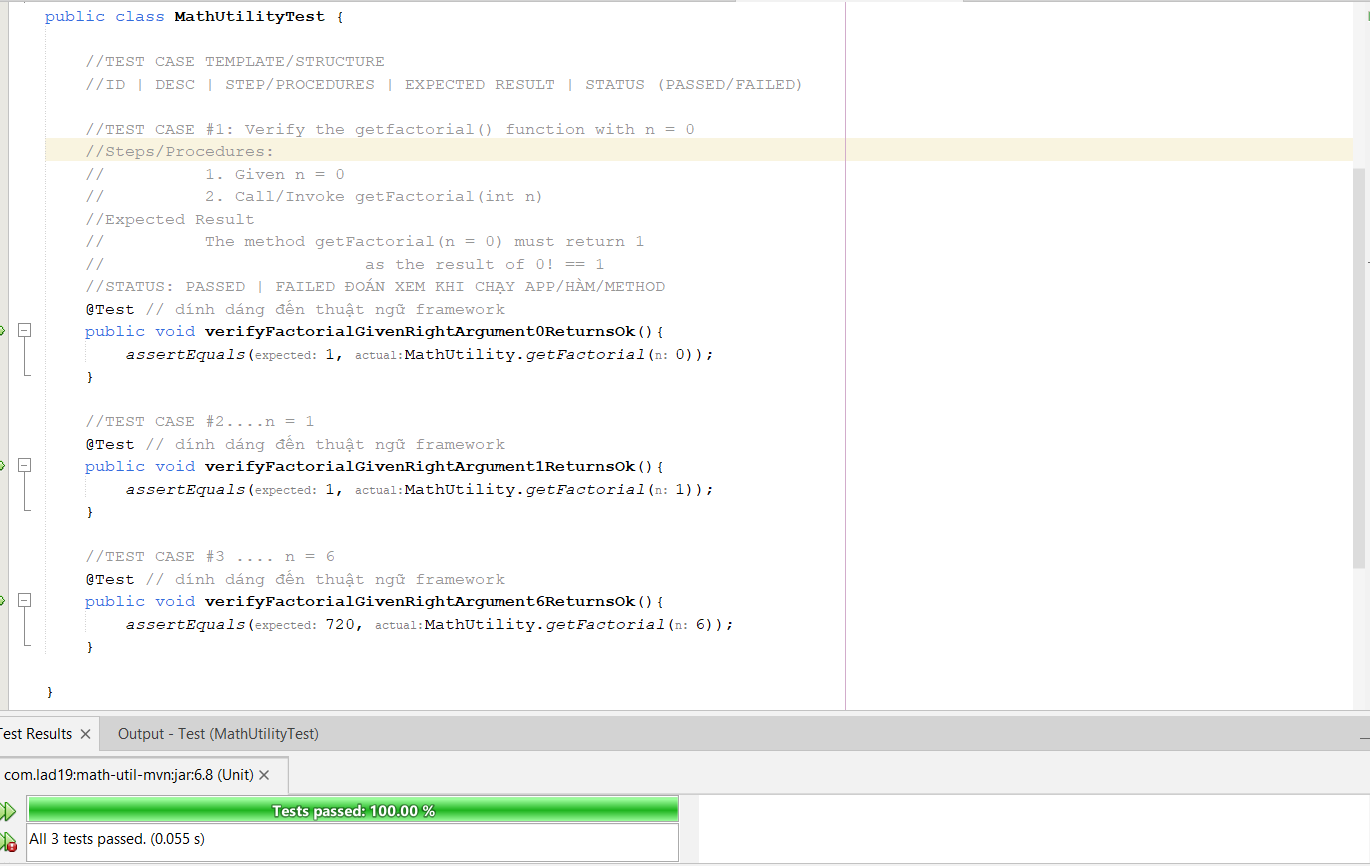 public class MathUtilityTest {
//TEST CASE TEMPLATE/STRUCTURE
//ID | DESC | STEP/PROCEDURES | EXPECTED RESULT | STATUS (PASSED/FAILED)
//TEST CASE #1: Verify the getfactorial() function with n = 0
//Steps/Procedures:
// 1. Given n = 0
// 2. Call/Invoke getFactorial(int n)
//Expected Result
// The method getFactorial(n = 0) must return 1
// as the result of 0! == 1
//STATUS: PASSED | FAILED ĐOÁN XEM KHI CHẠY APP/HÀM/METHOD
@Test // dính dáng đến thuật ngữ framework
public void verifyFactorialGivenRightArgument0ReturnsOk(){
assertEquals(expected: 1, actual:MathUtility.getFactorial(n: 0));
}
//TEST CASE #2....n = 1
@Test // dính dáng đến thuật ngữ framework
public void verifyFactorialGivenRightArgument1ReturnsOk(){
assertEquals(expected: 1, actual:MathUtility.getFactorial(n: 1));
}
//TEST CASE #3 .... n = 6
@Test // dính dáng đến thuật ngữ framework
public void verifyFactorialGivenRightArgument6ReturnsOk(){
assertEquals(expected: 720, actual:MathUtility.getFactorial(n: 6));
}
}
Test Results Output - Test (MathUtilityTest)
com.lad19:math-util-mvn:jar:6.8 (Unit)
Tests passed: 100.00 %
All 3 tests passed. (0.055 s)